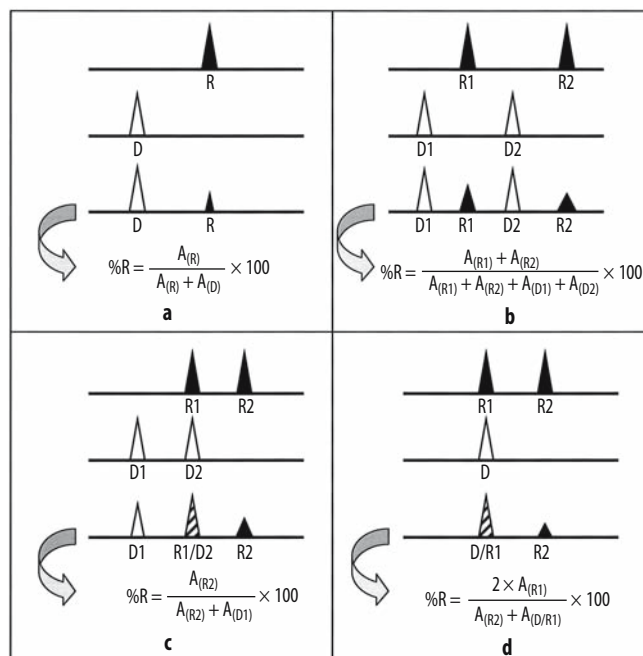 R
D
D R
%R = A(R) / (A(R) + A(D)) × 100
a
R1 R2
D1 D2
D1 R1 D2 R2
%R = (A(R1) + A(R2)) / (A(R1) + A(R2) + A(D1) + A(D2)) × 100
b
R1 R2
D1 D2
D1 R1/D2 R2
%R = A(R2) / (A(R2) + A(D1)) × 100
c
R1 R2
D
D/R1 R2
%R = (2 × A(R1)) / (A(R2) + A(D/R1)) × 100
d